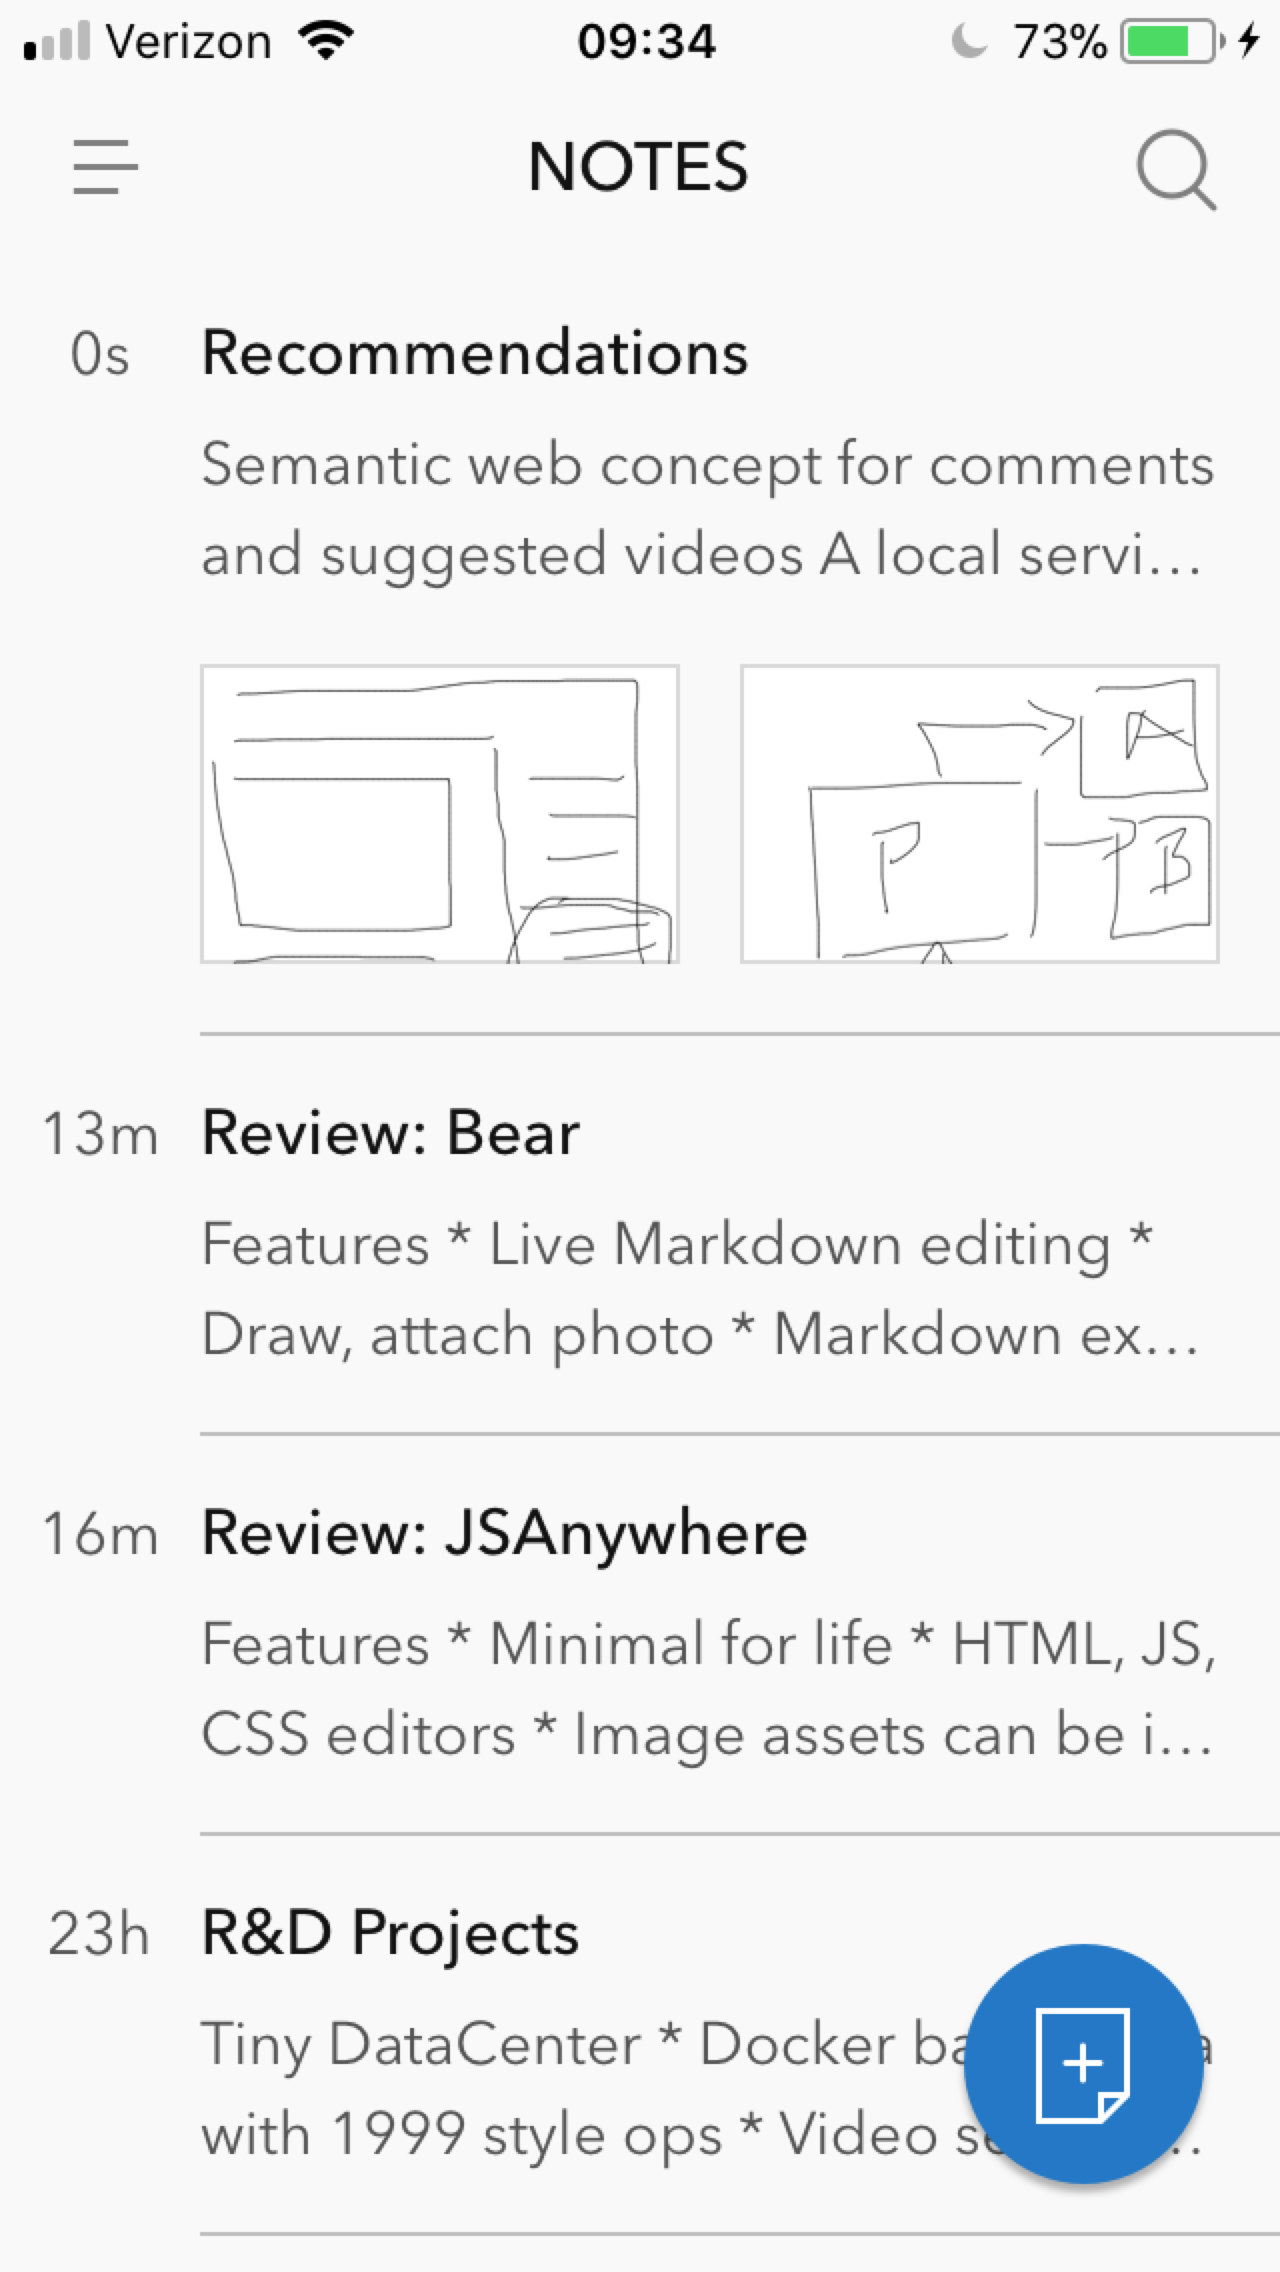 Verizon 09:34 73%
NOTES
0s Recommendations
Semantic web concept for comments
and suggested videos A local servi...
A
P
B
13m Review: Bear
Features * Live Markdown editing *
Draw, attach photo * Markdown ex...
16m Review: JSAnywhere
Features * Minimal for life * HTML, JS,
CSS editors * Image assets can be i...
23h R&D Projects
Tiny DataCenter * Docker
with 1999 style ops * Video